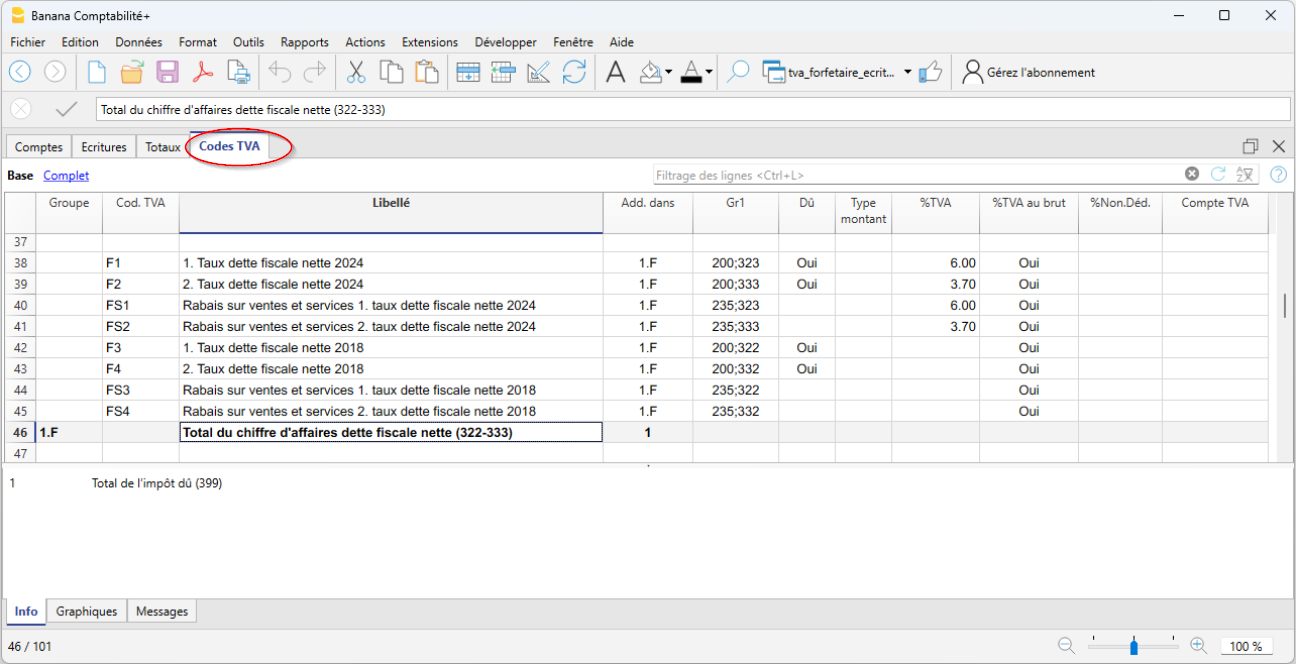 Banana Comptabilité+
Fichier Edition Données Format Outils Rapports Actions Extensions Développer Fenêtre Aide
tva_forfetaire_ecrit... Gérez l'abonnement
Total du chiffre d'affaires dette fiscale nette (322-333)
Comptes Ecritures Totaux Codes TVA
Base Complet Filtrage des lignes <Ctrl+L>
Groupe Cod. TVA Libellé Add. dans Gr1 Dû Type montant %TVA %TVA au brut %Non.Déd. Compte TVA
37
38 F1 1. Taux dette fiscale nette 2024 1.F 200;323 Oui 6.00 Oui
39 F2 2. Taux dette fiscale nette 2024 1.F 200;333 Oui 3.70 Oui
40 FS1 Rabais sur ventes et services 1. taux dette fiscale nette 2024 1.F 235;323 6.00 Oui
41 FS2 Rabais sur ventes et services 2. taux dette fiscale nette 2024 1.F 235;333 3.70 Oui
42 F3 1. Taux dette fiscale nette 2018 1.F 200;322 Oui Oui
43 F4 2. Taux dette fiscale nette 2018 1.F 200;332 Oui Oui
44 FS3 Rabais sur ventes et services 1. taux dette fiscale nette 2018 1.F 235;322 Oui
45 FS4 Rabais sur ventes et services 2. taux dette fiscale nette 2018 1.F 235;332 Oui
46 1.F Total du chiffre d'affaires dette fiscale nette (322-333) 1
47
1 Total de l'impôt dû (399)
Info Graphiques Messages
46 / 101 100 %